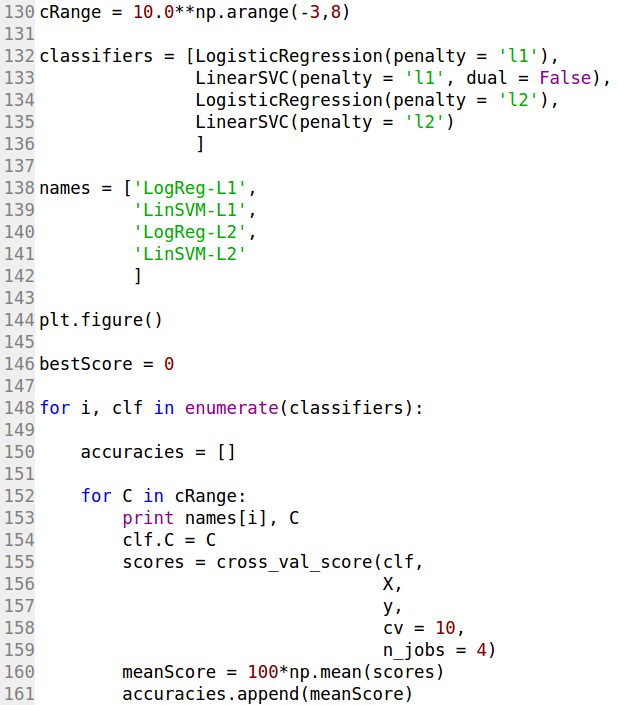 130 cRange = 10.0**np.arange(-3,8)
131
132 classifiers = [LogisticRegression(penalty = 'l1'),
133                LinearSVC(penalty = 'l1', dual = False),
134                LogisticRegression(penalty = 'l2'),
135                LinearSVC(penalty = 'l2')
136                ]
137
138 names = ['LogReg-L1',
139          'LinSVM-L1',
140          'LogReg-L2',
141          'LinSVM-L2'
142          ]
143
144 plt.figure()
145
146 bestScore = 0
147
148 for i, clf in enumerate(classifiers):
149
150     accuracies = []
151
152     for C in cRange:
153         print names[i], C
154         clf.C = C
155         scores = cross_val_score(clf,
156                                  X,
157                                  y,
158                                  cv = 10,
159                                  n_jobs = 4)
160         meanScore = 100*np.mean(scores)
161         accuracies.append(meanScore)